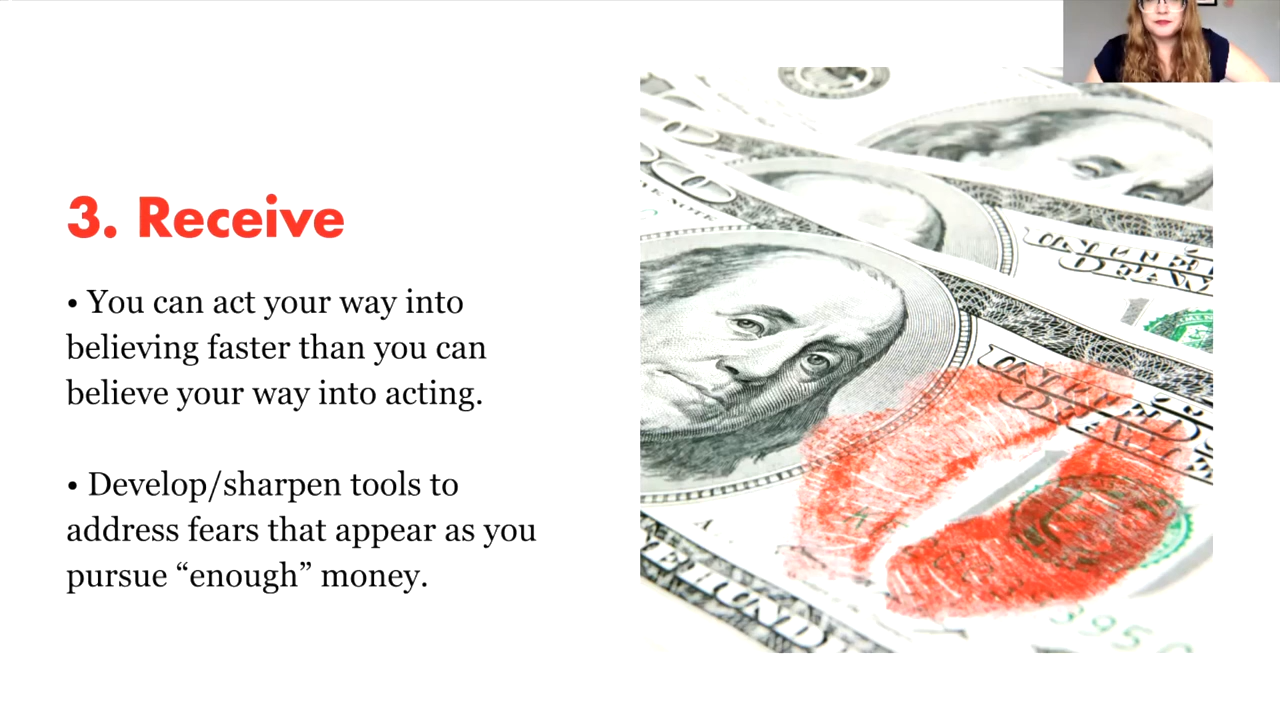 3. Receive
• You can act your way into
believing faster than you can
believe your way into acting.
• Develop/sharpen tools to
address fears that appear as you
pursue “enough” money.